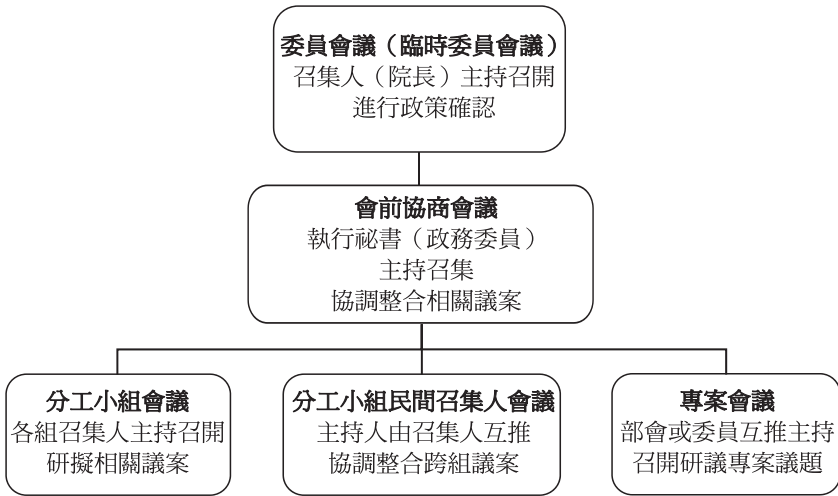 委員會議（臨時委員會議）
召集人（院長）主持召開
進行政策確認
會前協商會議
執行祕書（政務委員）
主持召集
協調整合相關議案
分工小組會議
各組召集人主持召開
研擬相關議案
分工小組民間召集人會議
主持人由召集人互推
協調整合跨組議案
專案會議
部會或委員互推主持
召開研議專案議題